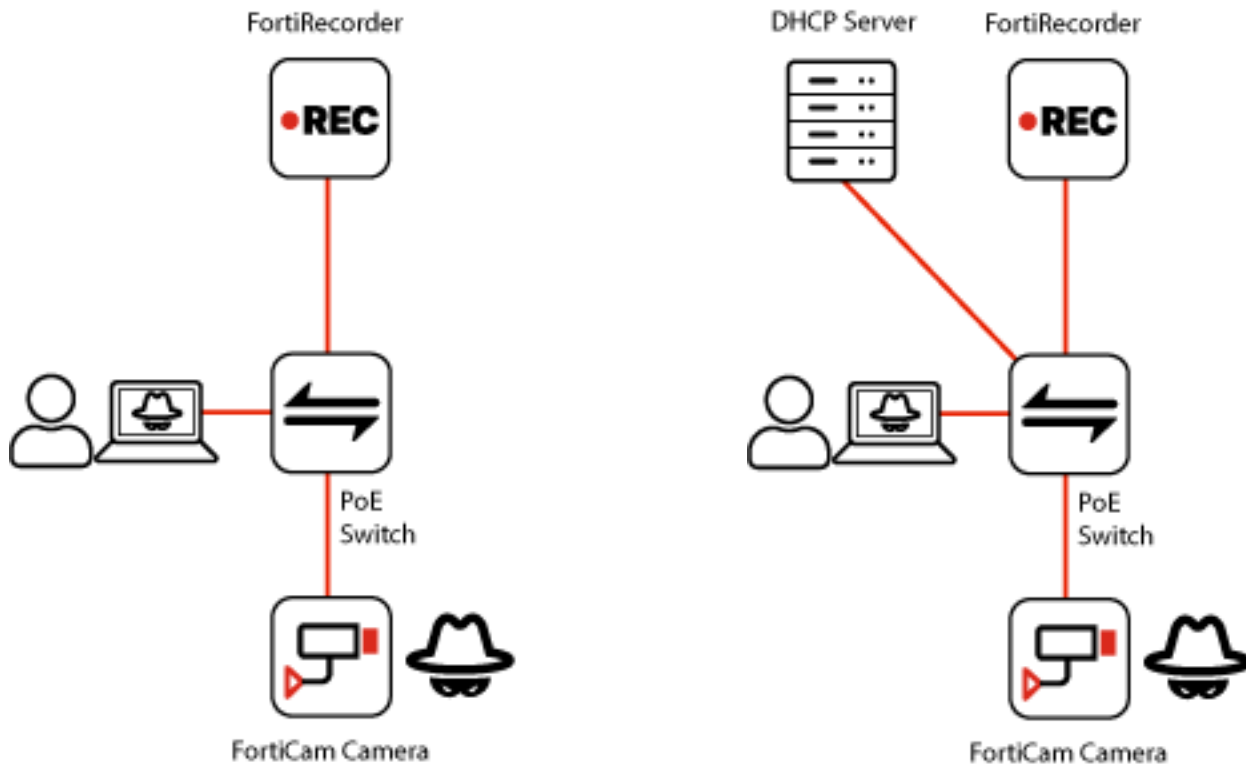 FortiRecorder
DHCP Server
FortiRecorder
REC
REC
PoE
Switch
PoE
Switch
FortiCam Camera
FortiCam Camera